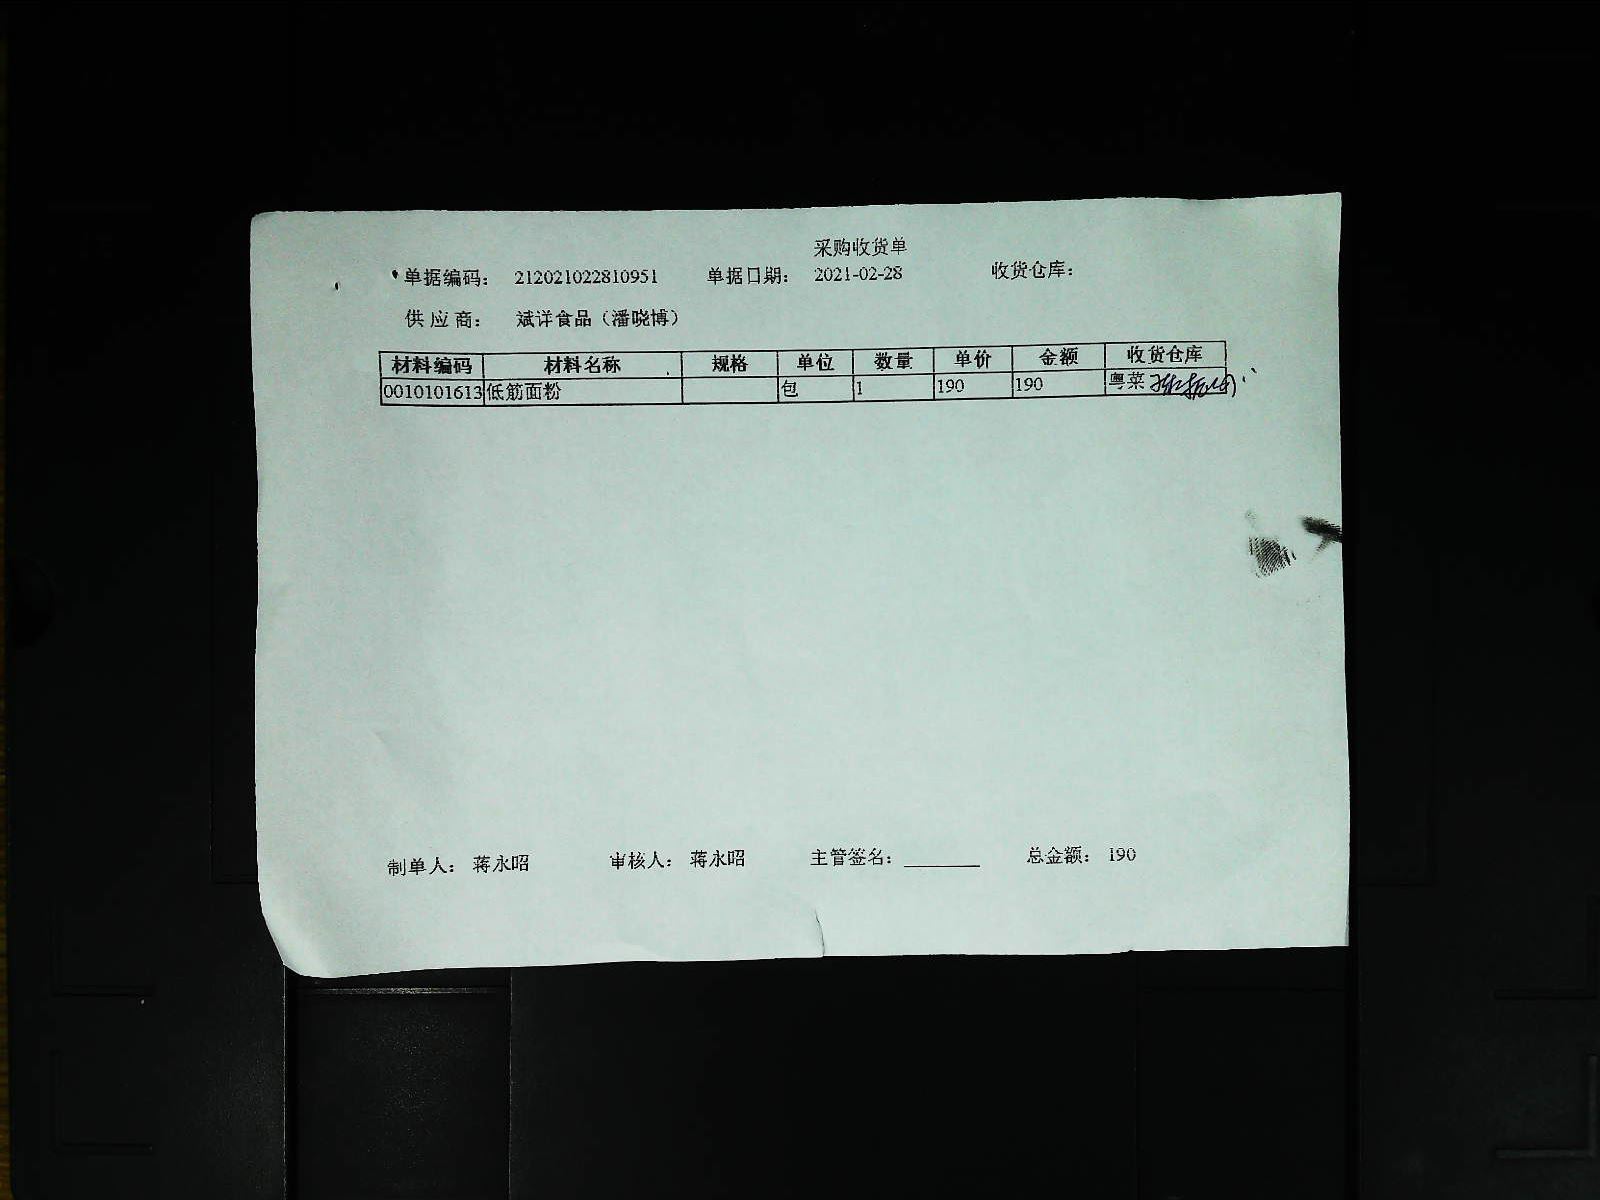 采购收货单
单据编码： 212021022810951 单据日期： 2021-02-28 收货仓库：
供应商： 斌洋食品（潘晓博）
材料编码 材料名称 规格 单位 数量 单价 金额 收货仓库
0010101613 低筋面粉 包 1 190 190 粤菜
制单人： 蒋永昭 审核人： 蒋永昭 主管签名： 总金额： 190